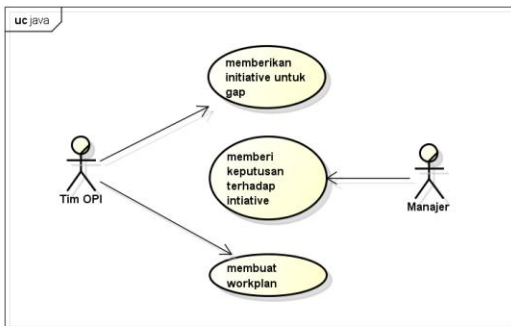 uc java
memberikan
initiative untuk
gap
memberi
keputusan
terhadap
intiative
Tim OPI
Manajer
membuat
workplan